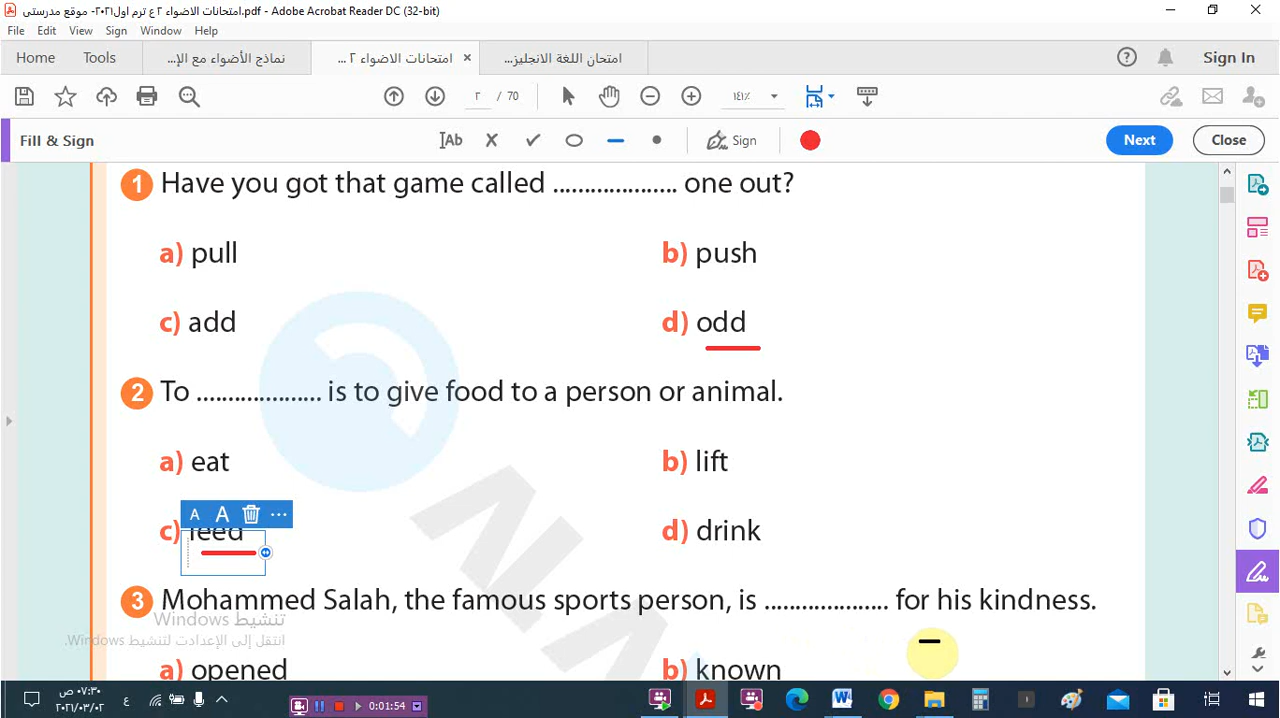 امتحانات الاضواء ٢ ع ترم اول٢٠٢١- موقع مدرستى.pdf - Adobe Acrobat Reader DC (32-bit)
File Edit View Sign Window Help
Home Tools نماذج الأضواء مع الإ... امتحانات الاضواء ٢ ... × امتحان اللغة الانجليز... Sign In
٢ / 70 ١٤١٪
Fill & Sign IAb Sign Next Close
1 Have you got that game called .................... one out?
a) pull b) push
c) add d) odd
2 To .................... is to give food to a person or animal.
a) eat b) lift
A A ...
c) feed d) drink
3 Mohammed Salah, the famous sports person, is .................... for his kindness.
تنشيط Windows
انتقل إلى الإعدادات لتنشيط Windows.
a) opened b) known
٠٧:٣٠ ص
٢٠٢١/٠٣/٠٢
ع
0:01:54